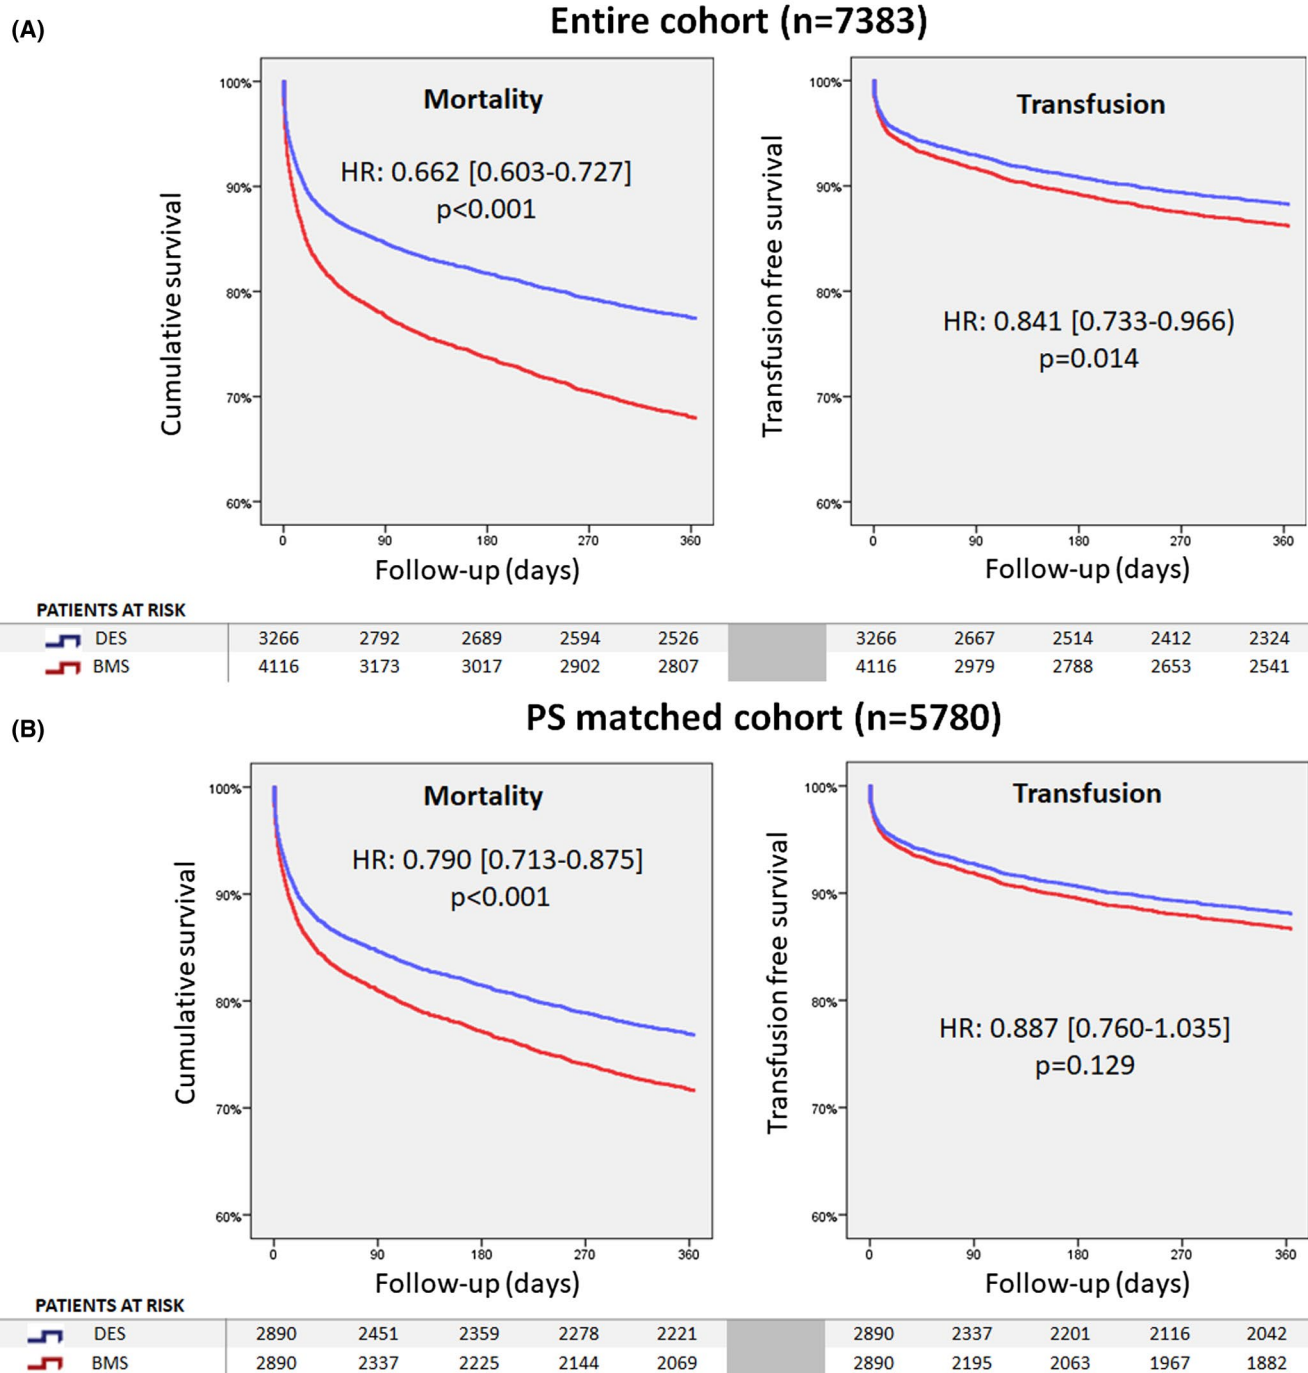 (A)
Entire cohort (n=7383)
Mortality
HR: 0.662 [0.603-0.727]
p<0.001
Cumulative survival
100%
90%
80%
70%
60%
0 90 180 270 360
Follow-up (days)
Transfusion
HR: 0.841 [0.733-0.966)
p=0.014
Transfusion free survival
100%
90%
80%
70%
60%
0 90 180 270 360
Follow-up (days)
PATIENTS AT RISK
DES 3266 2792 2689 2594 2526 3266 2667 2514 2412 2324
BMS 4116 3173 3017 2902 2807 4116 2979 2788 2653 2541
(B)
PS matched cohort (n=5780)
Mortality
HR: 0.790 [0.713-0.875]
p<0.001
Cumulative survival
100%
90%
80%
70%
60%
0 90 180 270 360
Follow-up (days)
Transfusion
HR: 0.887 [0.760-1.035]
p=0.129
Transfusion free survival
100%
90%
80%
70%
60%
0 90 180 270 360
Follow-up (days)
PATIENTS AT RISK
DES 2890 2451 2359 2278 2221 2890 2337 2201 2116 2042
BMS 2890 2337 2225 2144 2069 2890 2195 2063 1967 1882